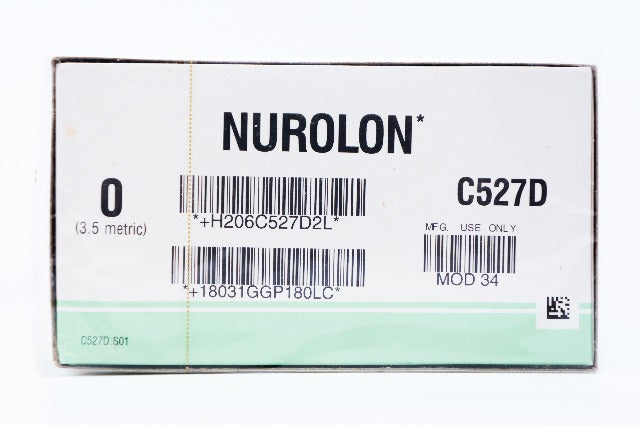 NUROLON*
0
(3.5 metric)
*+H206C527D2L*
*+18031GGP180LC*
C527D
MFG. USE ONLY
MOD 34
C527D.S01